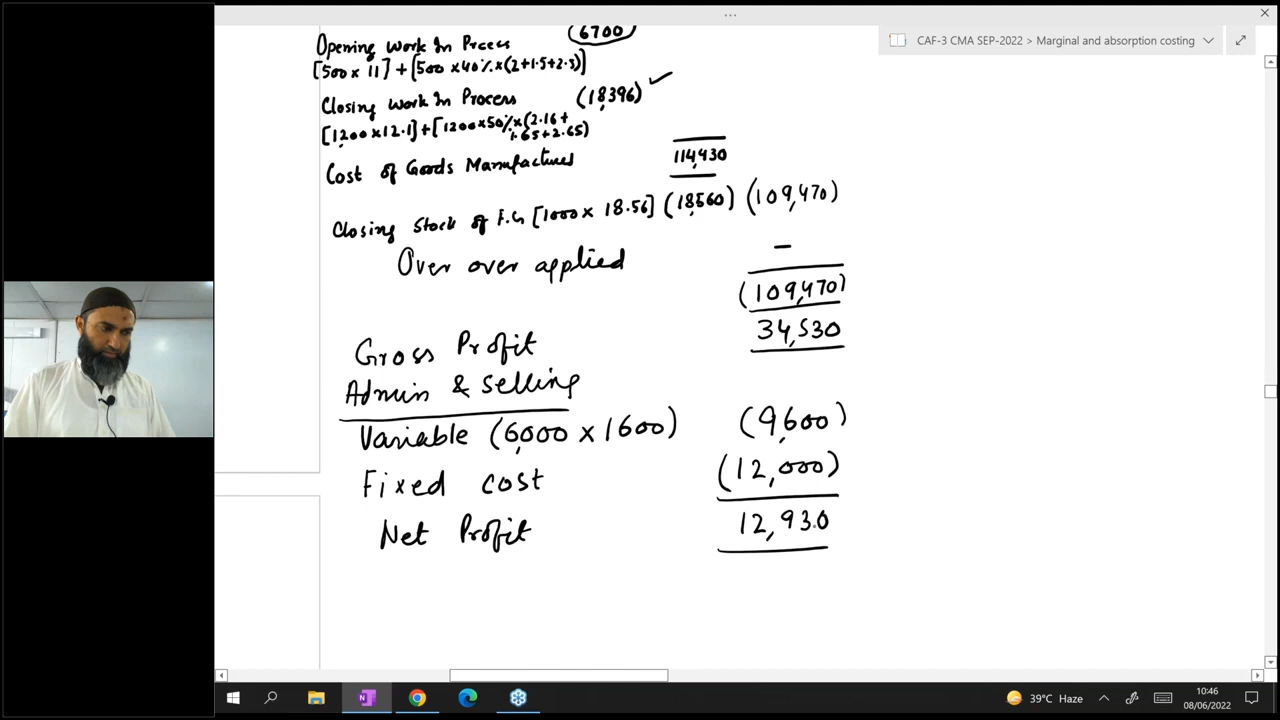 CAF-3 CMA SEP-2022 > Marginal and absorption costing
Opening Work In Prcess (6700)
[500 x 11] + [500 x 40% x (2+1.5+2.5)]
Closing Work In Process (18,396) ✓
[1200 x 12.1] + [1200 x 50% x (2.16 +
1.65 + 2.65)
Cost of Goods Manufactured 114,430
Closing Stock of F.G [1000 x 18.56] (18,560) (109,470)
Over over applied –
(109,470)
Gross Profit 34,530
Admin & Selling
Variable (6,000 x 1600) (9,600)
Fixed cost (12,000)
Net Profit 12,930
39°C Haze
10:46
08/06/2022